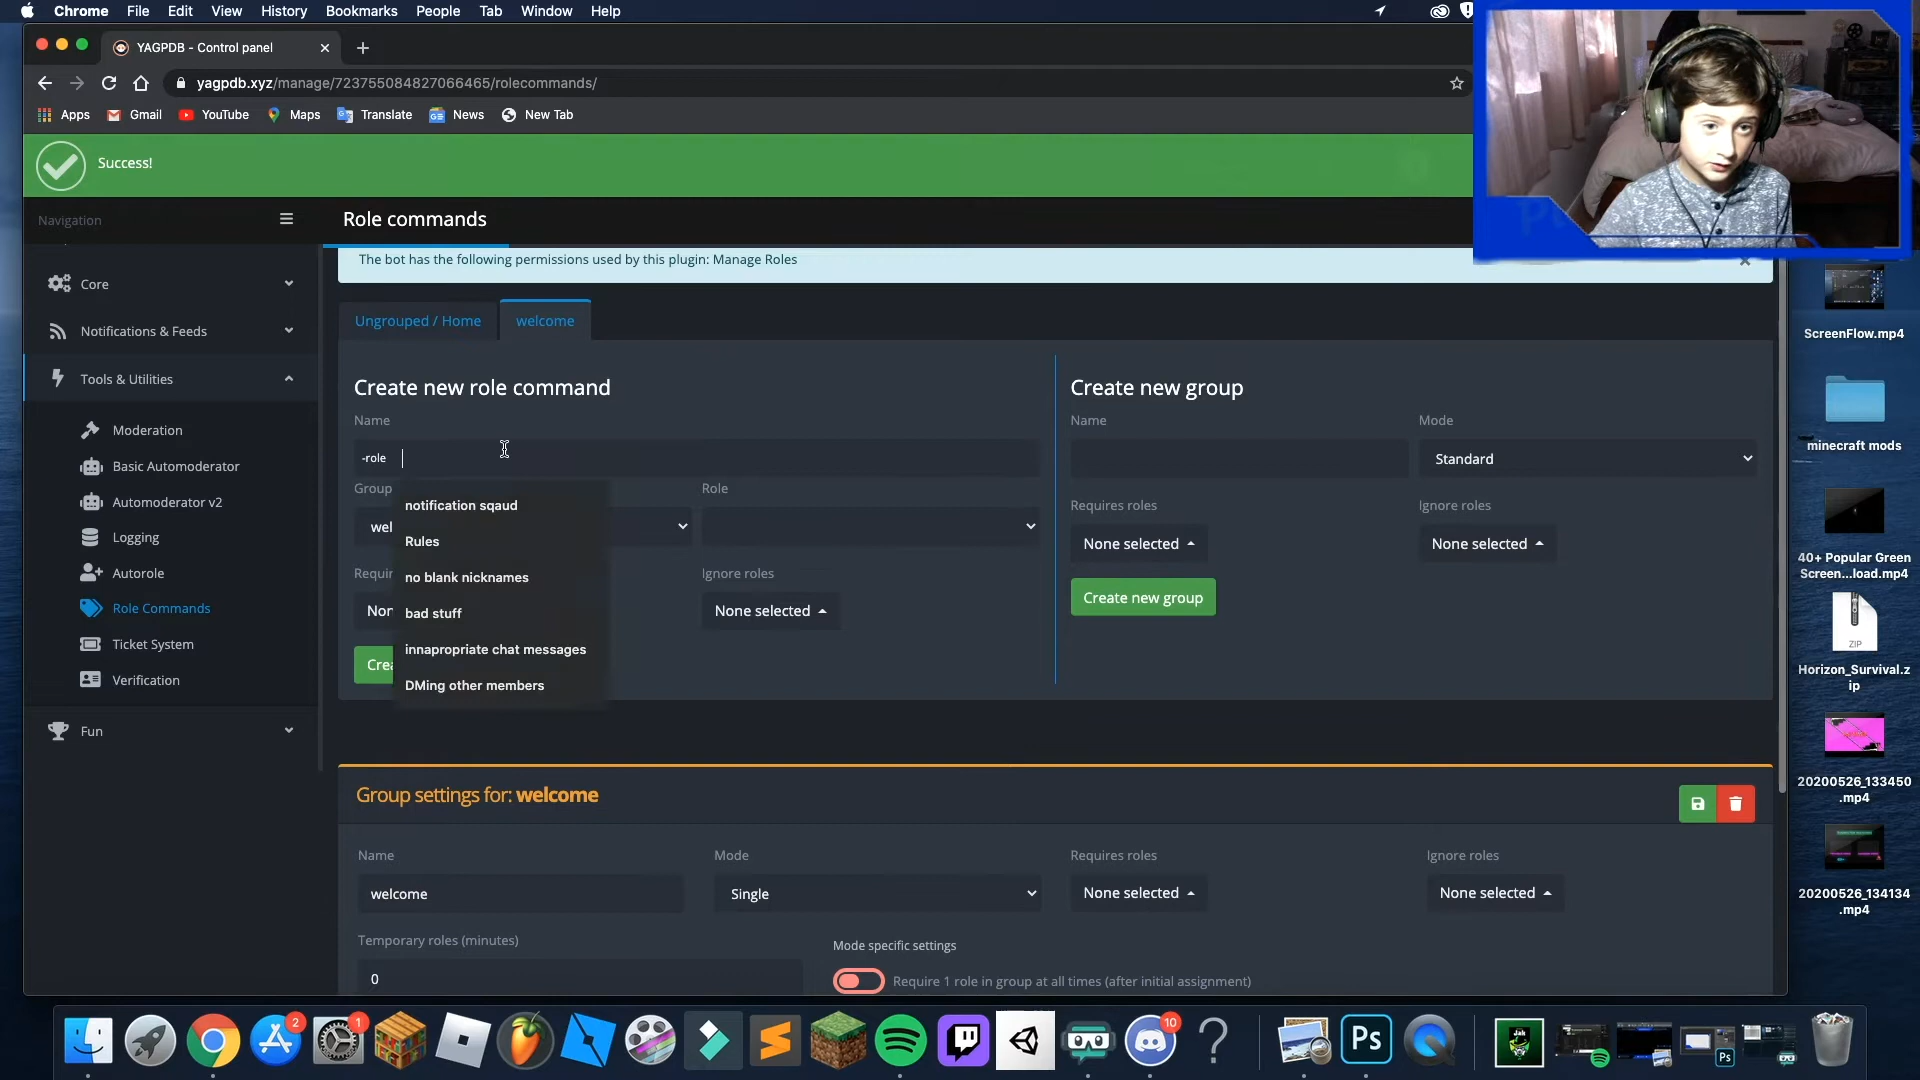 Chrome File Edit View History Bookmarks People Tab Window Help
YAGPDB - Control panel
yagpdb.xyz/manage/723755084827066465/rolecommands/
Apps Gmail YouTube Maps Translate News New Tab
Success!
Navigation
Role commands
The bot has the following permissions used by this plugin: Manage Roles
Core
Notifications & Feeds
Tools & Utilities
Moderation
Basic Automoderator
Automoderator v2
Logging
Autorole
Role Commands
Ticket System
Verification
Fun
Ungrouped / Home
welcome
Create new role command
Name
-role
Group
Role
wel
notification sqaud
Rules
no blank nicknames
bad stuff
innapropriate chat messages
DMing other members
Requir
Ignore roles
Non
None selected
Crea
Create new group
Name
Mode
Standard
Requires roles
Ignore roles
None selected
None selected
Create new group
Group settings for: welcome
Name
Mode
Requires roles
Ignore roles
welcome
Single
None selected
None selected
Temporary roles (minutes)
0
Mode specific settings
Require 1 role in group at all times (after initial assignment)
ScreenFlow.mp4
minecraft mods
40+ Popular Green
Screen...load.mp4
ZIP
Horizon_Survival.z
ip
20200526_133450
.mp4
20200526_134134
.mp4
2
1
10
Ps
Ps